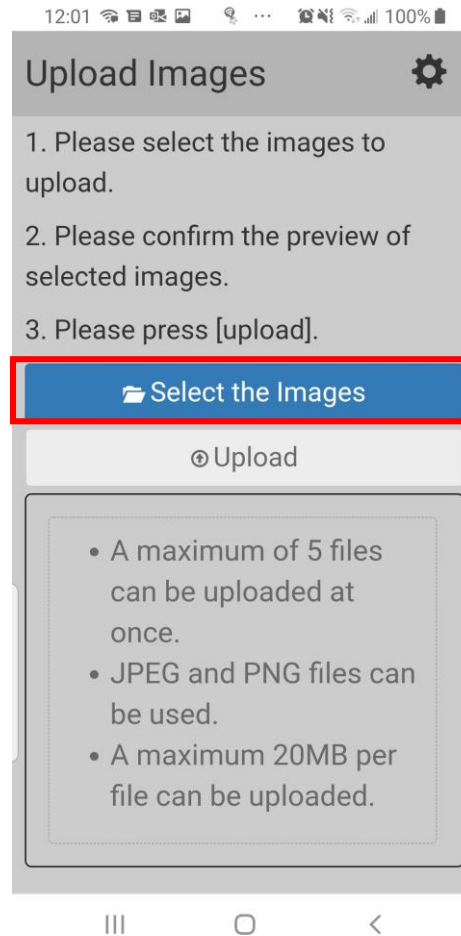 12:01 100%
Upload Images
1. Please select the images to
upload.
2. Please confirm the preview of
selected images.
3. Please press [upload].
Select the Images
Upload
• A maximum of 5 files
can be uploaded at
once.
• JPEG and PNG files can
be used.
• A maximum 20MB per
file can be uploaded.